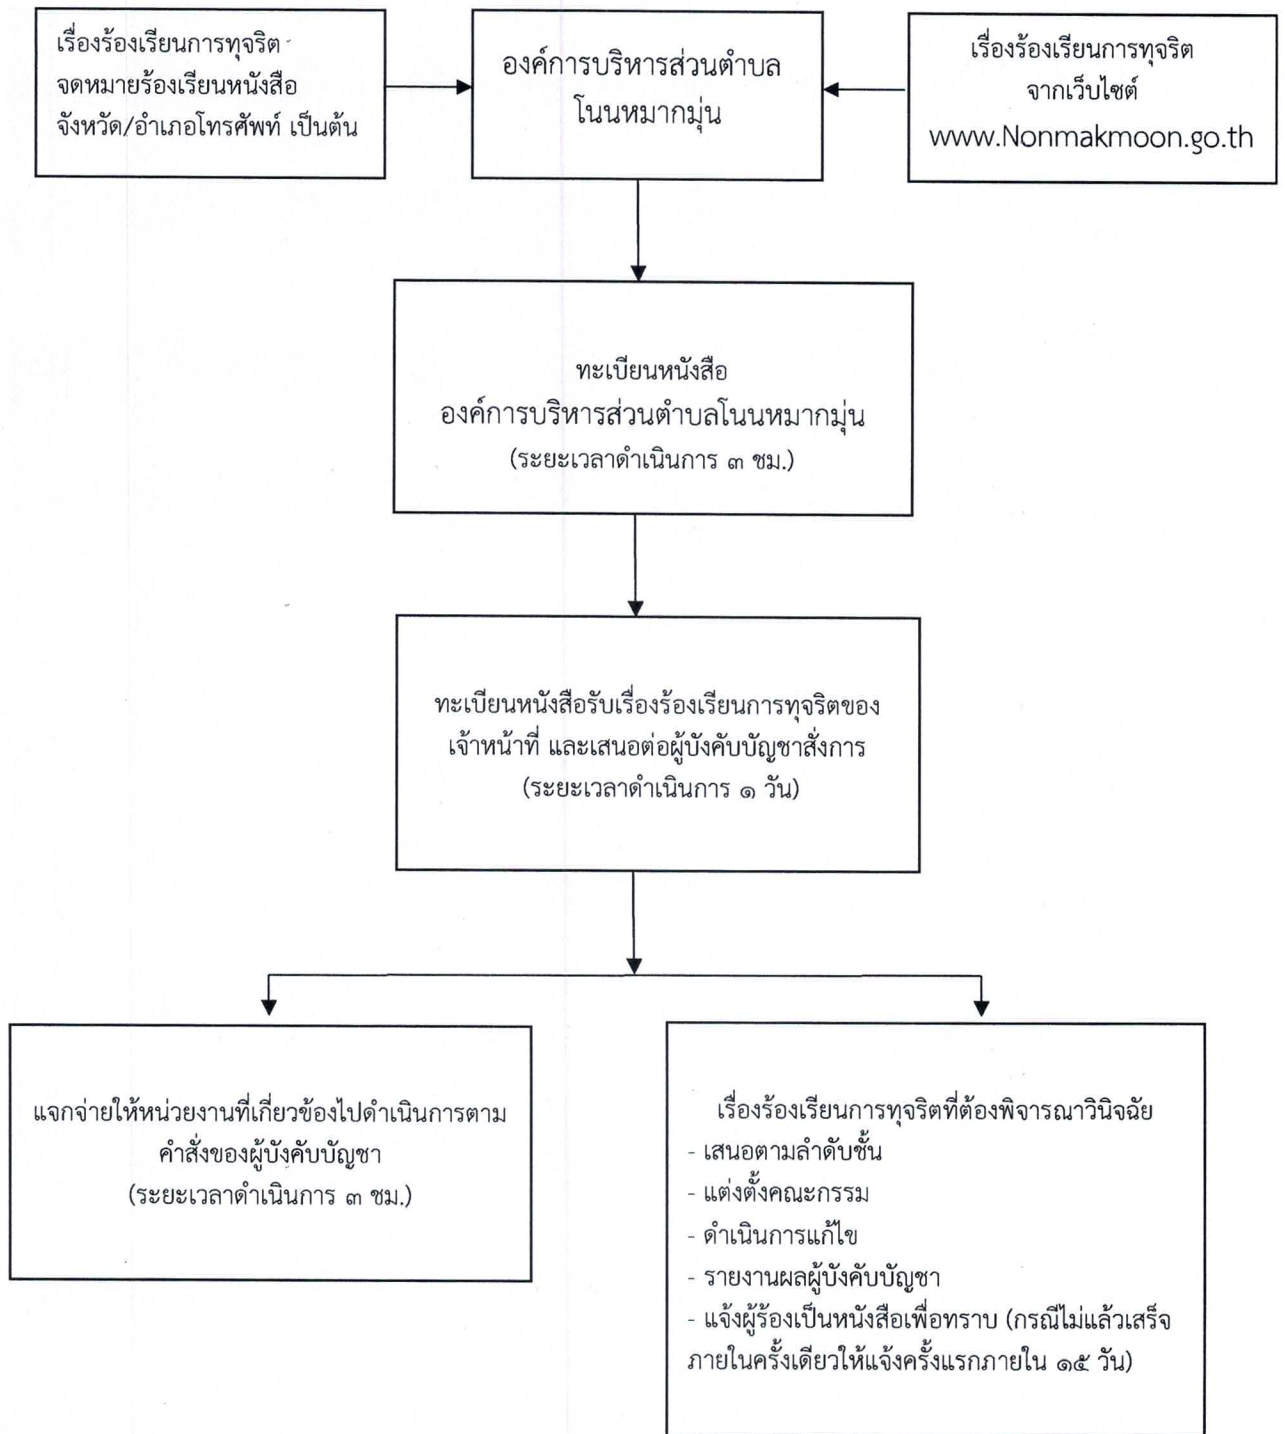 เรื่องร้องเรียนการทุจริต
จดหมายร้องเรียนหนังสือ
จังหวัด/อำเภอโทรศัพท์ เป็นต้น
องค์การบริหารส่วนตำบล
โนนหมากมุ่น
เรื่องร้องเรียนการทุจริต
จากเว็บไซต์
www.Nonmakmoon.go.th
ทะเบียนหนังสือ
องค์การบริหารส่วนตำบลโนนหมากมุ่น
(ระยะเวลาดำเนินการ ๓ ชม.)
ทะเบียนหนังสือรับเรื่องร้องเรียนการทุจริตของ
เจ้าหน้าที่ และเสนอต่อผู้บังคับบัญชาสั่งการ
(ระยะเวลาดำเนินการ ๑ วัน)
แจกจ่ายให้หน่วยงานที่เกี่ยวข้องไปดำเนินการตาม
คำสั่งของผู้บังคับบัญชา
(ระยะเวลาดำเนินการ ๓ ชม.)
เรื่องร้องเรียนการทุจริตที่ต้องพิจารณาวินิจฉัย
- เสนอตามลำดับชั้น
- แต่งตั้งคณะกรรม
- ดำเนินการแก้ไข
- รายงานผลผู้บังคับบัญชา
- แจ้งผู้ร้องเป็นหนังสือเพื่อทราบ (กรณีไม่แล้วเสร็จ
ภายในครั้งเดียวให้แจ้งครั้งแรกภายใน ๑๕ วัน)